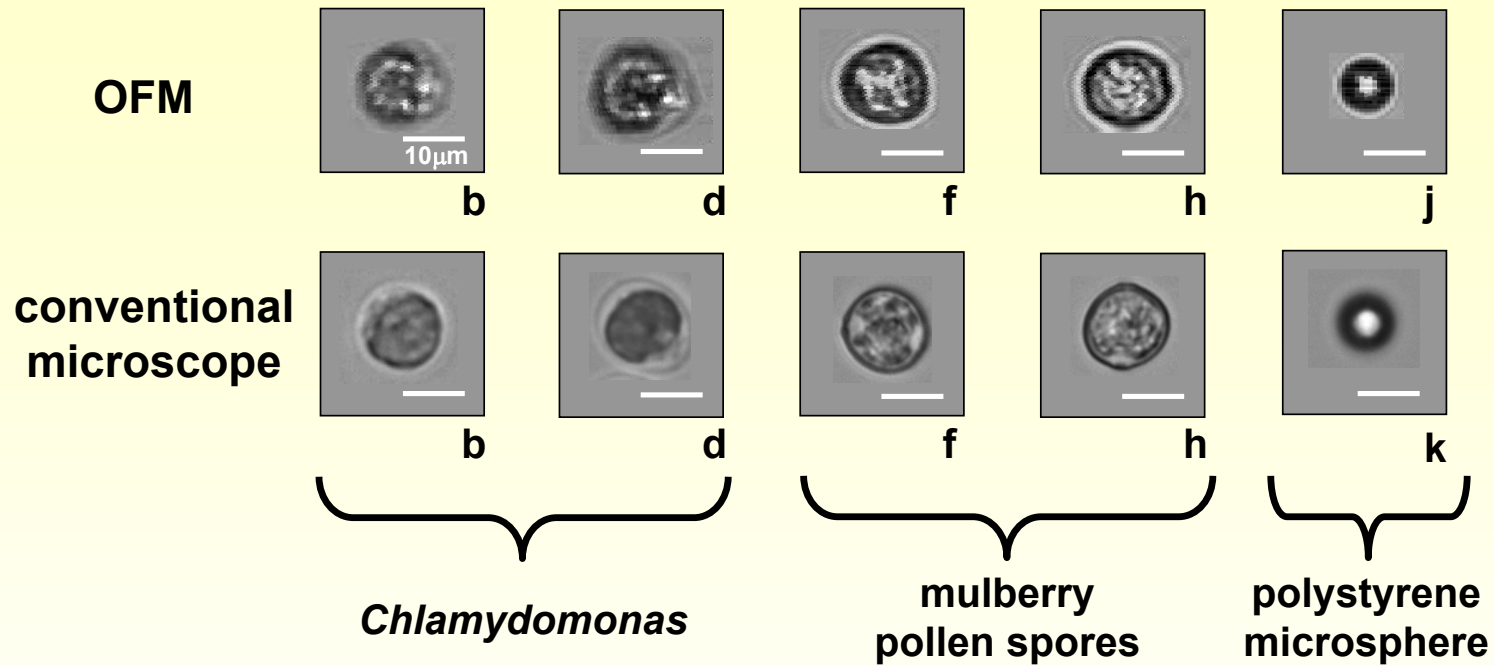 OFM
10μm
b d f h j
conventional
microscope
b d f h k
Chlamydomonas
mulberry
pollen spores
polystyrene
microsphere